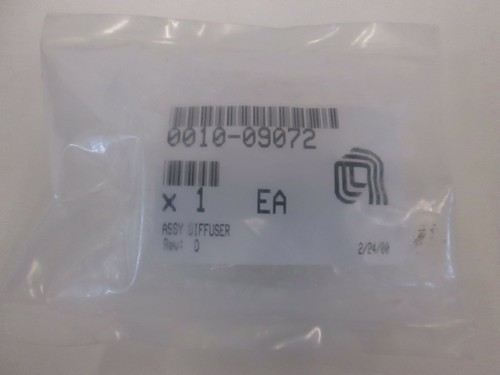 0010-09072
x 1 EA
ASSY DIFFUSER
Rev: D 2/24/00